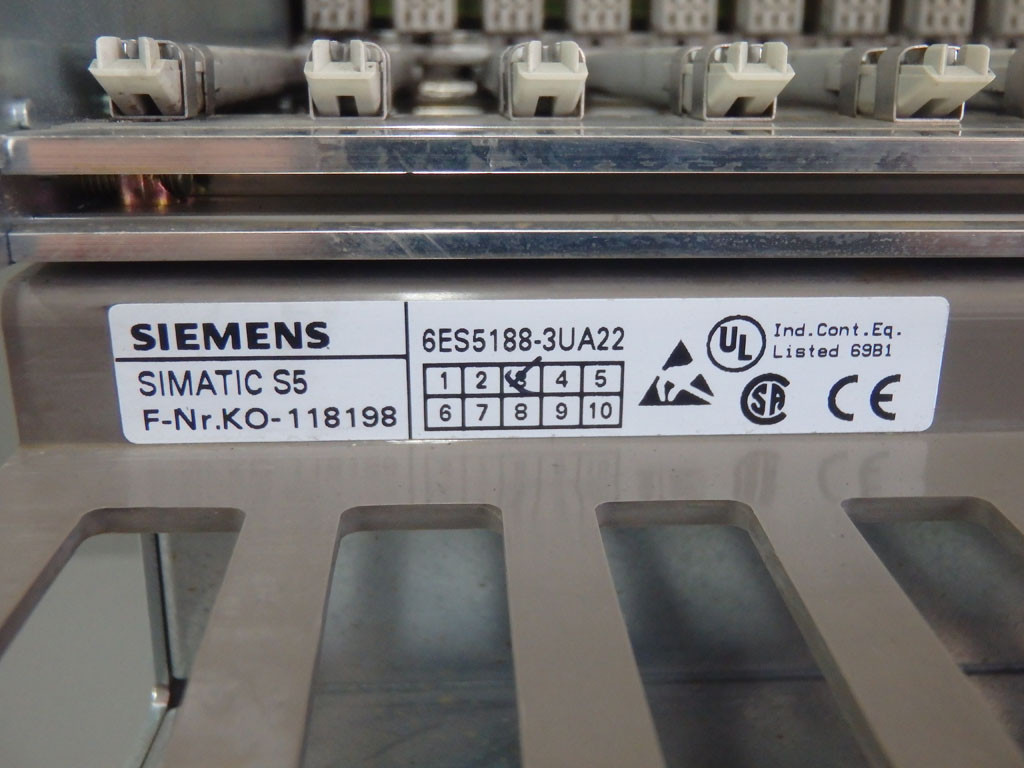 SIEMENS
SIMATIC S5
F-Nr.KO-118198
6ES5188-3UA22
1 2 3 4 5
6 7 8 9 10
UL
Ind.Cont.Eq.
Listed 69B1
SA
CE